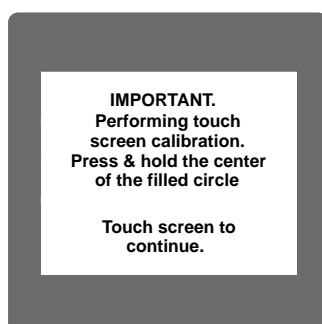 IMPORTANT.
Performing touch
screen calibration.
Press & hold the center
of the filled circle
Touch screen to
continue.